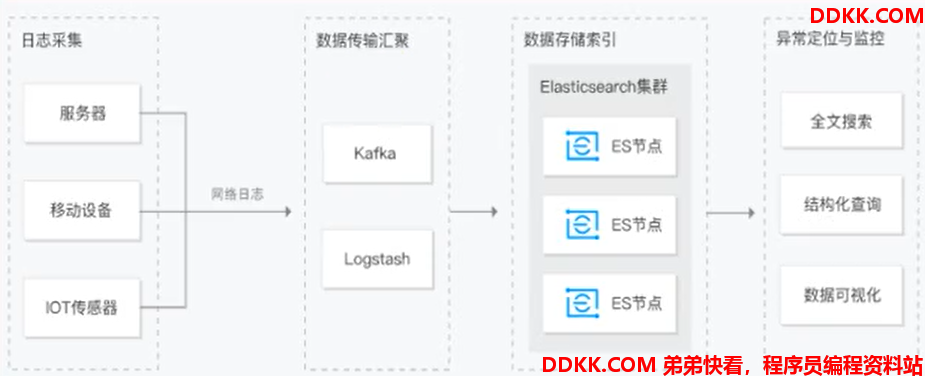 DDKK.COM
日志采集
服务器
移动设备
IOT传感器
网络日志
数据传输汇聚
Kafka
Logstash
数据存储索引
Elasticsearch集群
ES节点
ES节点
ES节点
异常定位与监控
全文搜索
结构化查询
数据可视化
DDKK.COM 弟弟快看，程序员编程资料站